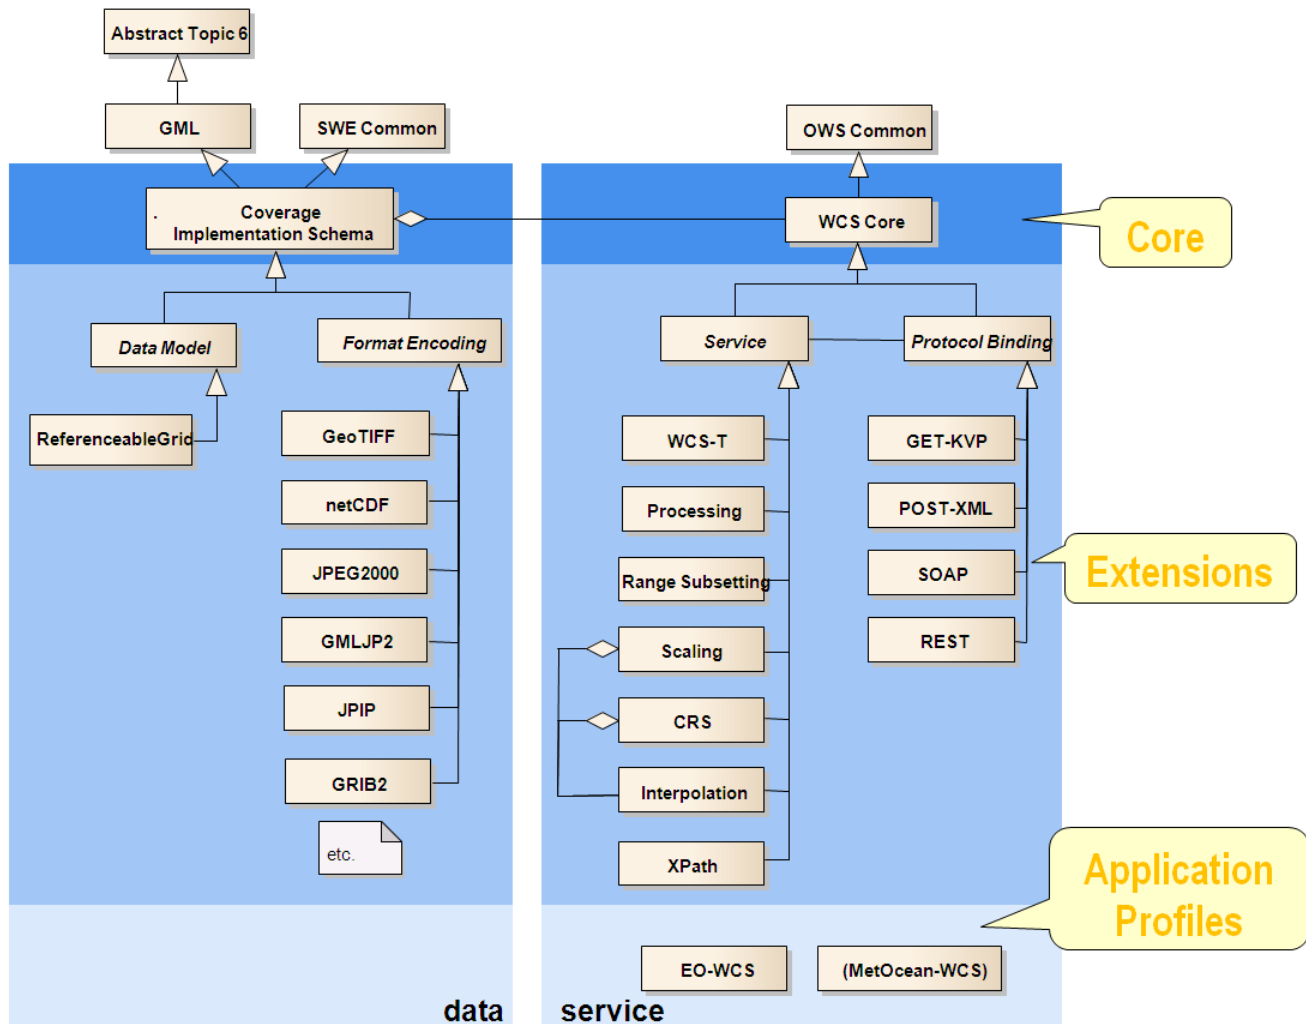 Abstract Topic 6
GML
SWE Common
OWS Common
. Coverage
Implementation Schema
WCS Core
Core
Data Model
Format Encoding
Service
Protocol Binding
ReferenceableGrid
GeoTIFF
netCDF
JPEG2000
GMLJP2
JPIP
GRIB2
etc.
WCS-T
Processing
Range Subsetting
Scaling
CRS
Interpolation
XPath
GET-KVP
POST-XML
SOAP
REST
Extensions
Application
Profiles
EO-WCS
(MetOcean-WCS)
data
service